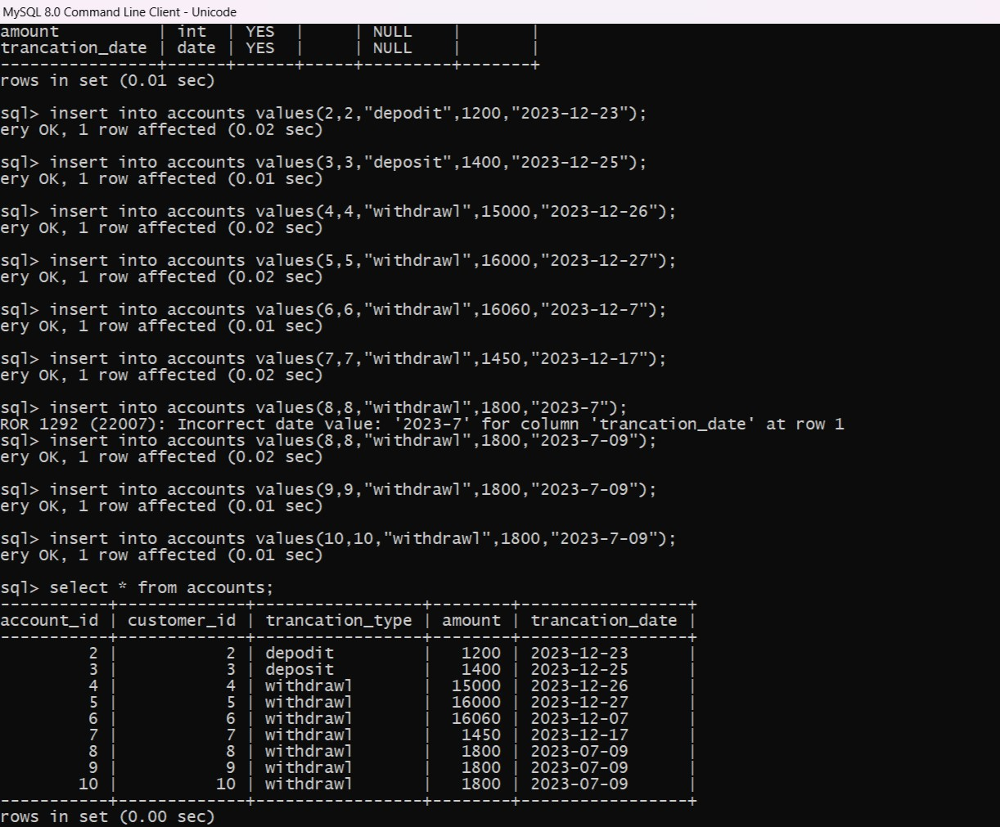 MySQL 8.0 Command Line Client - Unicode
amount | int | YES | | NULL | |
trancation_date | date | YES | | NULL | |
----------------+------+------+-----+---------+-------+
rows in set (0.01 sec)
sql> insert into accounts values(2,2,"depodit",1200,"2023-12-23");
ery OK, 1 row affected (0.02 sec)
sql> insert into accounts values(3,3,"deposit",1400,"2023-12-25");
ery OK, 1 row affected (0.01 sec)
sql> insert into accounts values(4,4,"withdrawl",15000,"2023-12-26");
ery OK, 1 row affected (0.02 sec)
sql> insert into accounts values(5,5,"withdrawl",16000,"2023-12-27");
ery OK, 1 row affected (0.02 sec)
sql> insert into accounts values(6,6,"withdrawl",16060,"2023-12-7");
ery OK, 1 row affected (0.01 sec)
sql> insert into accounts values(7,7,"withdrawl",1450,"2023-12-17");
ery OK, 1 row affected (0.02 sec)
sql> insert into accounts values(8,8,"withdrawl",1800,"2023-7");
ROR 1292 (22007): Incorrect date value: '2023-7' for column 'trancation_date' at row 1
sql> insert into accounts values(8,8,"withdrawl",1800,"2023-7-09");
ery OK, 1 row affected (0.02 sec)
sql> insert into accounts values(9,9,"withdrawl",1800,"2023-7-09");
ery OK, 1 row affected (0.01 sec)
sql> insert into accounts values(10,10,"withdrawl",1800,"2023-7-09");
ery OK, 1 row affected (0.01 sec)
sql> select * from accounts;
-----------+-------------+-----------------+--------+-----------------+
account_id | customer_id | trancation_type | amount | trancation_date |
-----------+-------------+-----------------+--------+-----------------+
2 | 2 | depodit | 1200 | 2023-12-23 |
3 | 3 | deposit | 1400 | 2023-12-25 |
4 | 4 | withdrawl | 15000 | 2023-12-26 |
5 | 5 | withdrawl | 16000 | 2023-12-27 |
6 | 6 | withdrawl | 16060 | 2023-12-07 |
7 | 7 | withdrawl | 1450 | 2023-12-17 |
8 | 8 | withdrawl | 1800 | 2023-07-09 |
9 | 9 | withdrawl | 1800 | 2023-07-09 |
10 | 10 | withdrawl | 1800 | 2023-07-09 |
-----------+-------------+-----------------+--------+-----------------+
rows in set (0.00 sec)